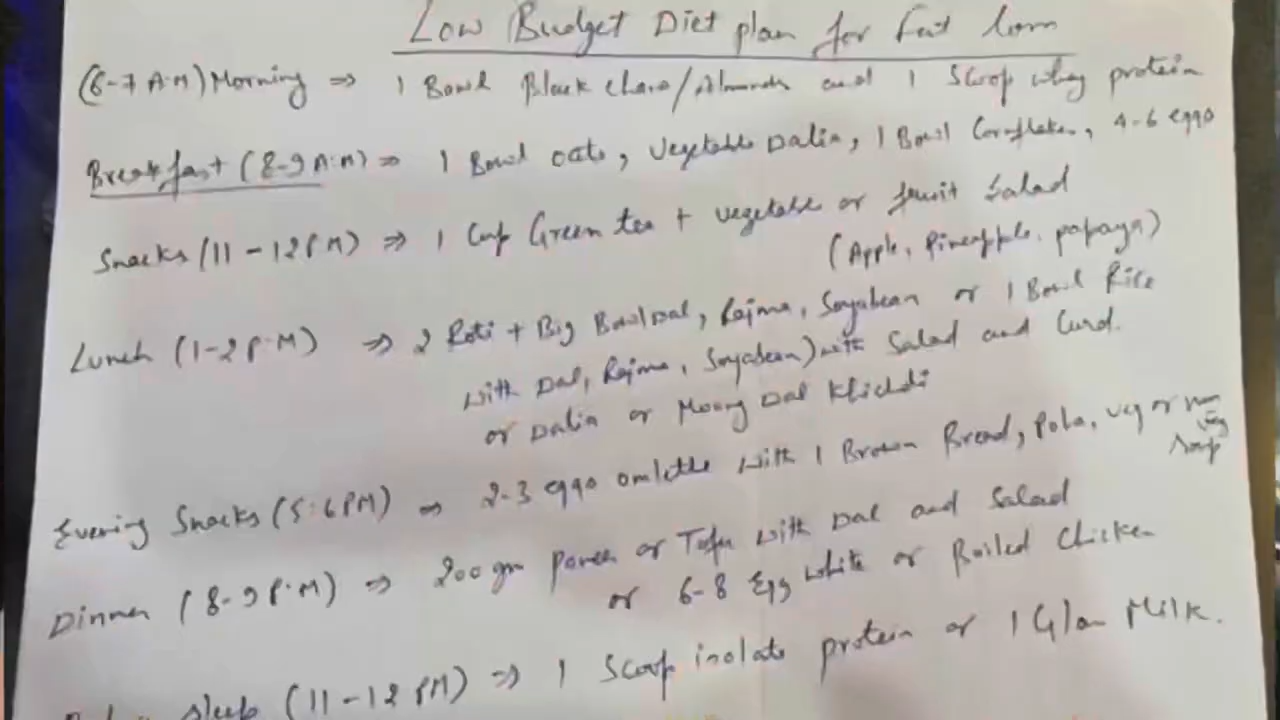 Low Budget Diet plan for Fat loss
(6-7 A.M) Morning ⇒ 1 Bowl Black chana/Almonds and 1 Scoop whey protein
Breakfast (8-9 A.M) ⇒ 1 Bowl oats, vegetable Dalia, 1 Bowl Cornflakes, 4-6 eggs
Snacks (11-12 PM) ⇒ 1 Cup Green tea + vegetable or fruit Salad
(Apple, Pineapple, papaya)
Lunch (1-2 P.M) ⇒ 2 Roti + Big Bowl Dal, Rajma, Soyabean or 1 Bowl Rice
with Dal, Rajma, Soyabean) with Salad and Curd.
or Dalia or Moong Dal Khichdi
Evening Snacks (5-6 PM) ⇒ 2-3 eggs omlette with 1 Brown Bread, Poha, veg or non veg
Soup
Dinner (8-9 P.M) ⇒ 200 gm Paneer or Tofu with Dal and Salad
or 6-8 Egg white or Boiled Chicken
sleep (11-12 PM) ⇒ 1 Scoop isolate protein or 1 Glass Milk.